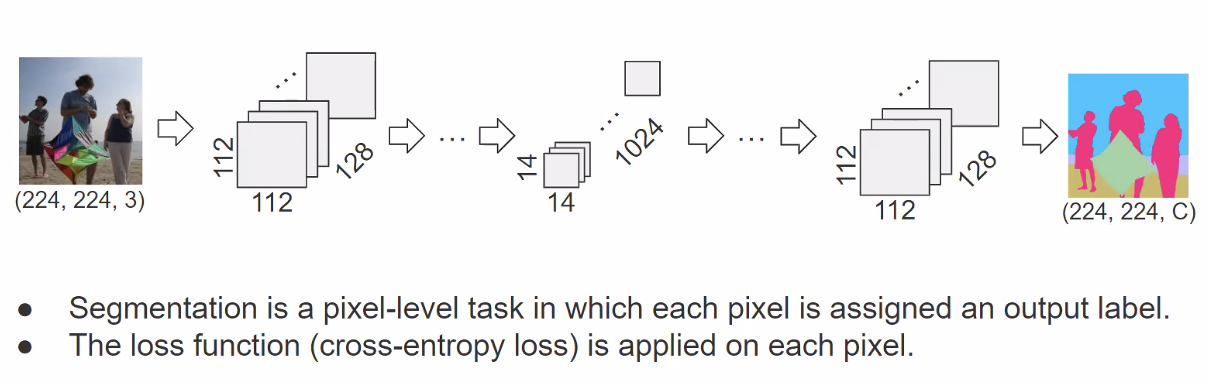 (224, 224, 3)
112
112
128
...
14
14
1024
...
112
112
128
(224, 224, C)
● Segmentation is a pixel-level task in which each pixel is assigned an output label.
● The loss function (cross-entropy loss) is applied on each pixel.